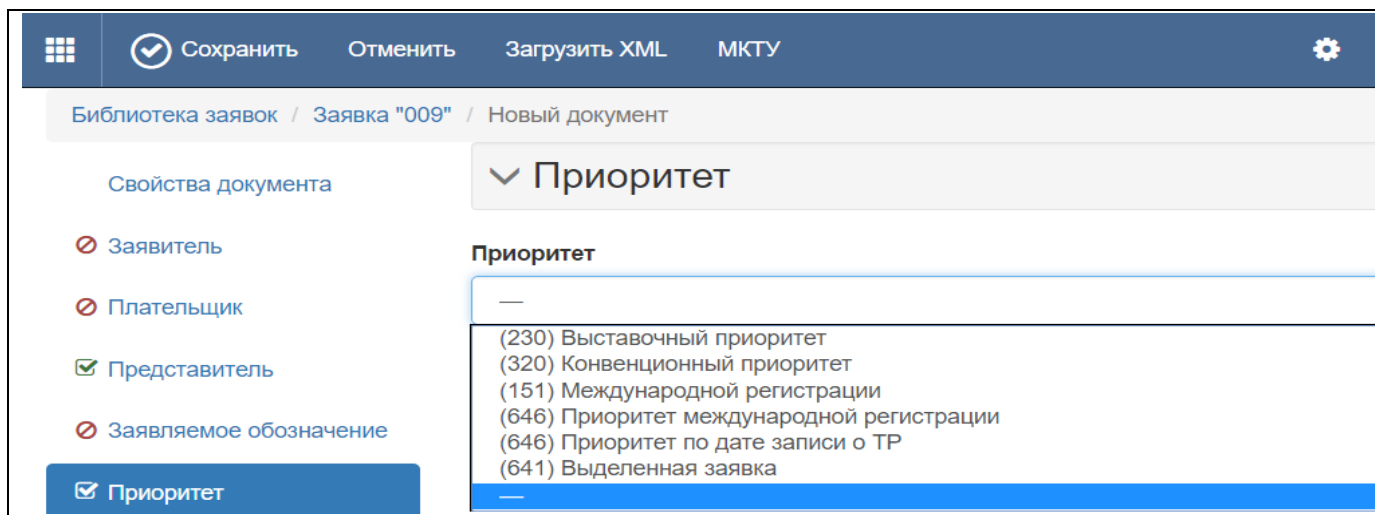 Сохранить Отменить Загрузить XML МКТУ
Библиотека заявок / Заявка "009" / Новый документ
Свойства документа
Заявитель
Плательщик
Представитель
Заявляемое обозначение
Приоритет
Приоритет
Приоритет
—
(230) Выставочный приоритет
(320) Конвенционный приоритет
(151) Международной регистрации
(646) Приоритет международной регистрации
(646) Приоритет по дате записи о ТР
(641) Выделенная заявка
—